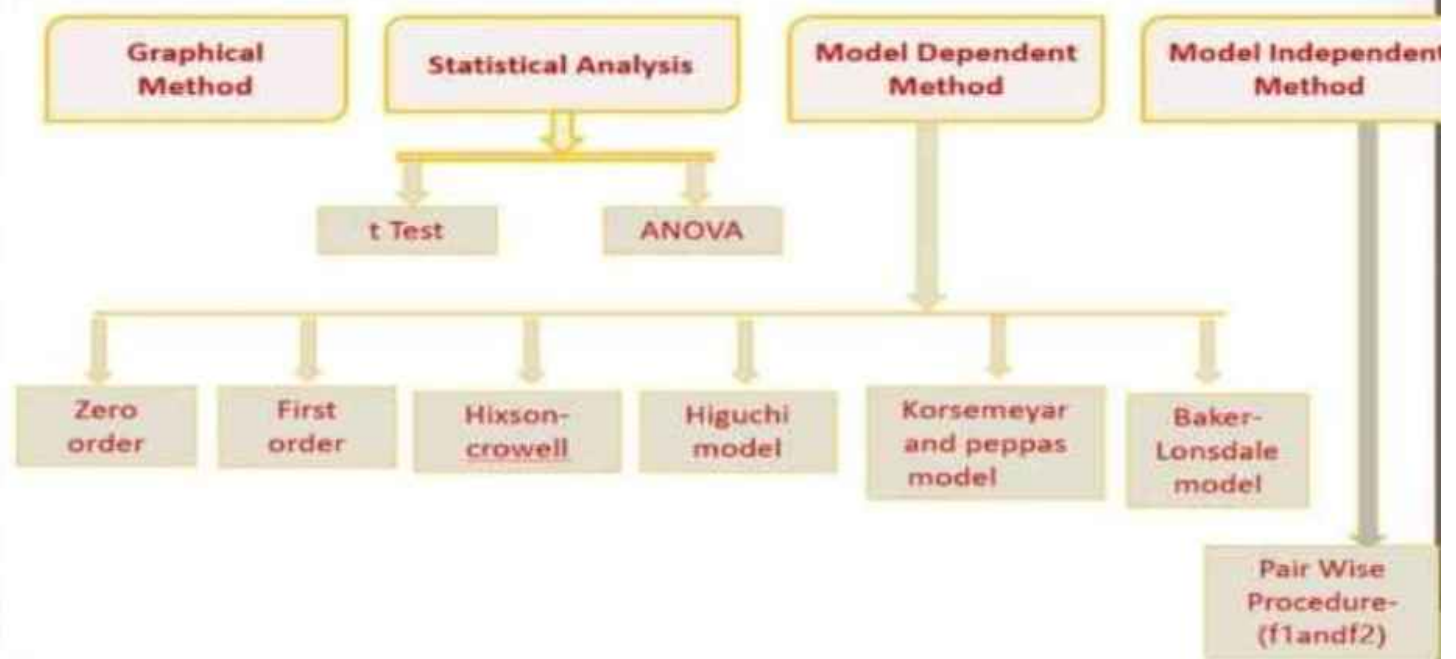 Graphical
Method
Statistical Analysis
Model Dependent
Method
Model Independent
Method
t Test
ANOVA
Zero
order
First
order
Hixson-
crowell
Higuchi
model
Korsemeyar
and peppas
model
Baker-
Lonsdale
model
Pair Wise
Procedure-
(f1andf2)